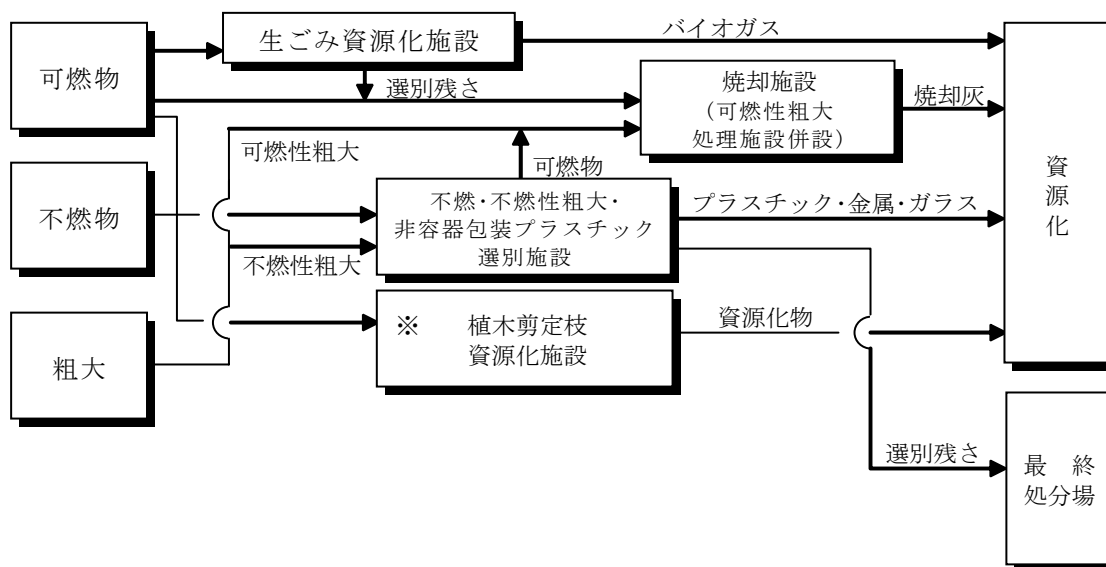 生ごみ資源化施設
バイオガス
可燃物
選別残さ
焼却施設
（可燃性粗大
処理施設併設）
焼却灰
可燃性粗大
可燃物
資源化
不燃物
不燃・不燃性粗大・
非容器包装プラスチック
選別施設
プラスチック・金属・ガラス
不燃性粗大
※ 植木剪定枝
資源化施設
資源化物
粗大
選別残さ
最 終
処分場